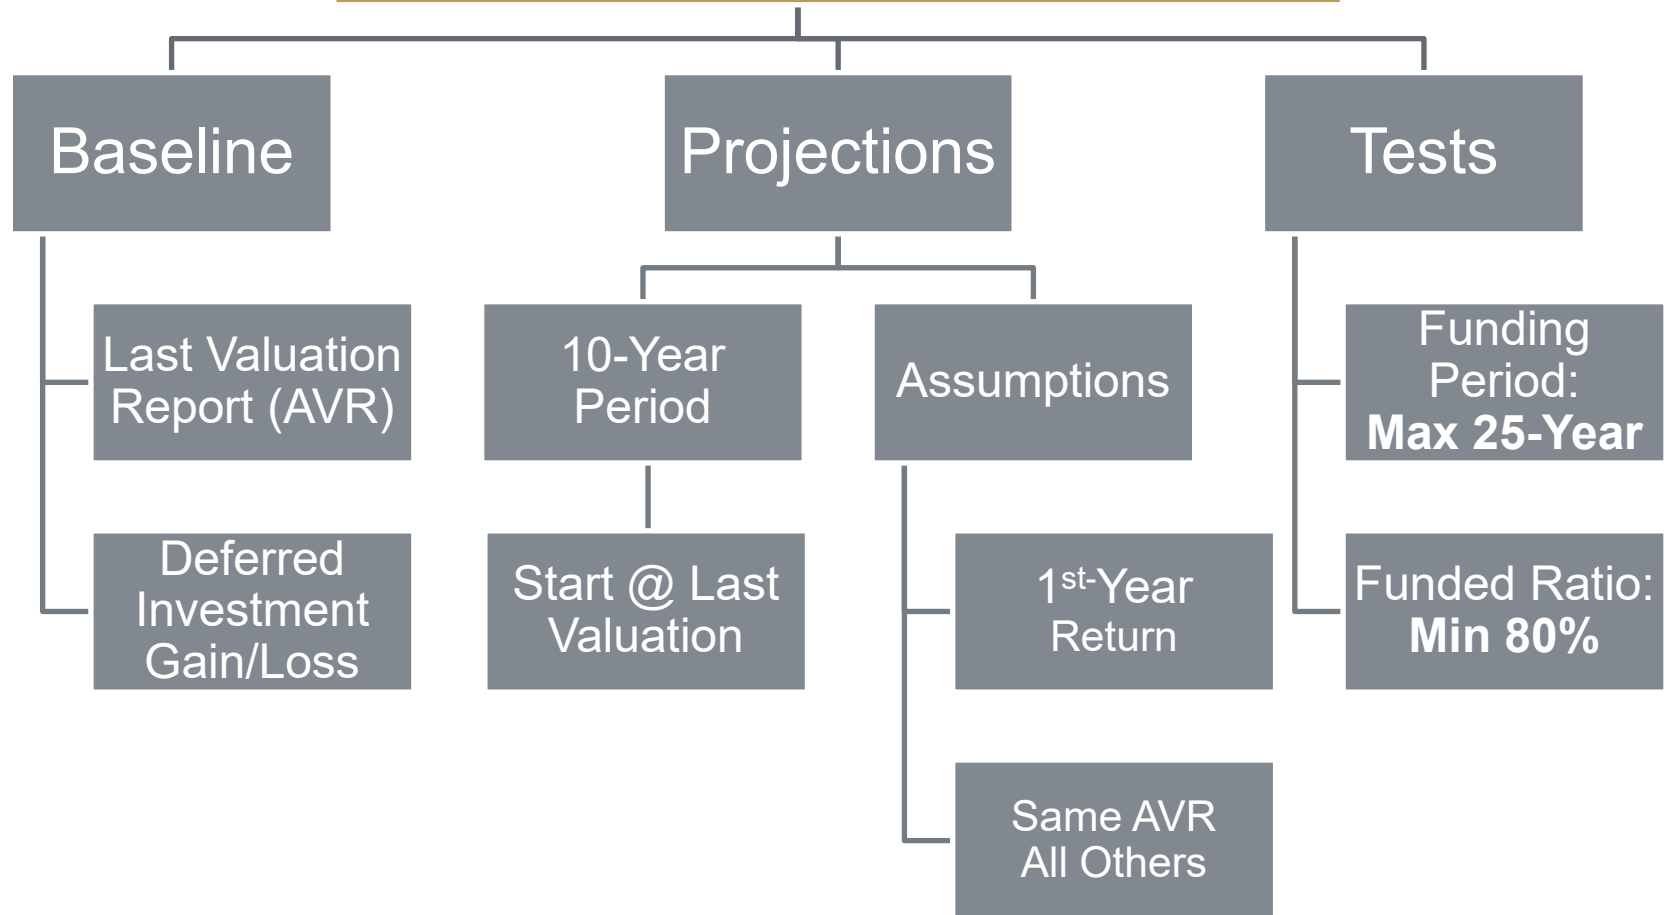 Baseline
Projections
Tests
Last Valuation
Report (AVR)
10-Year
Period
Assumptions
Funding
Period:
Max 25-Year
Deferred
Investment
Gain/Loss
Start @ Last
Valuation
1st-Year
Return
Funded Ratio:
Min 80%
Same AVR
All Others